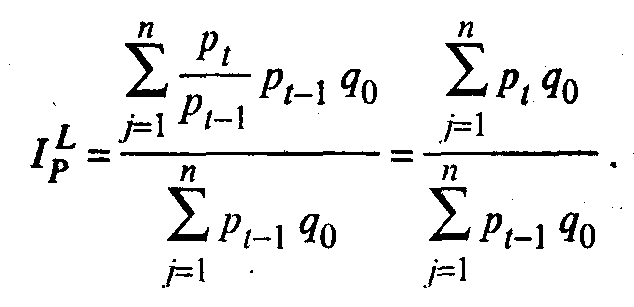 I_P^L = \frac{\sum_{j=1}^{n} \frac{p_t}{p_{t-1}} p_{t-1} q_0}{\sum_{j=1}^{n} p_{t-1} q_0} = \frac{\sum_{j=1}^{n} p_t q_0}{\sum_{j=1}^{n} p_{t-1} q_0} .